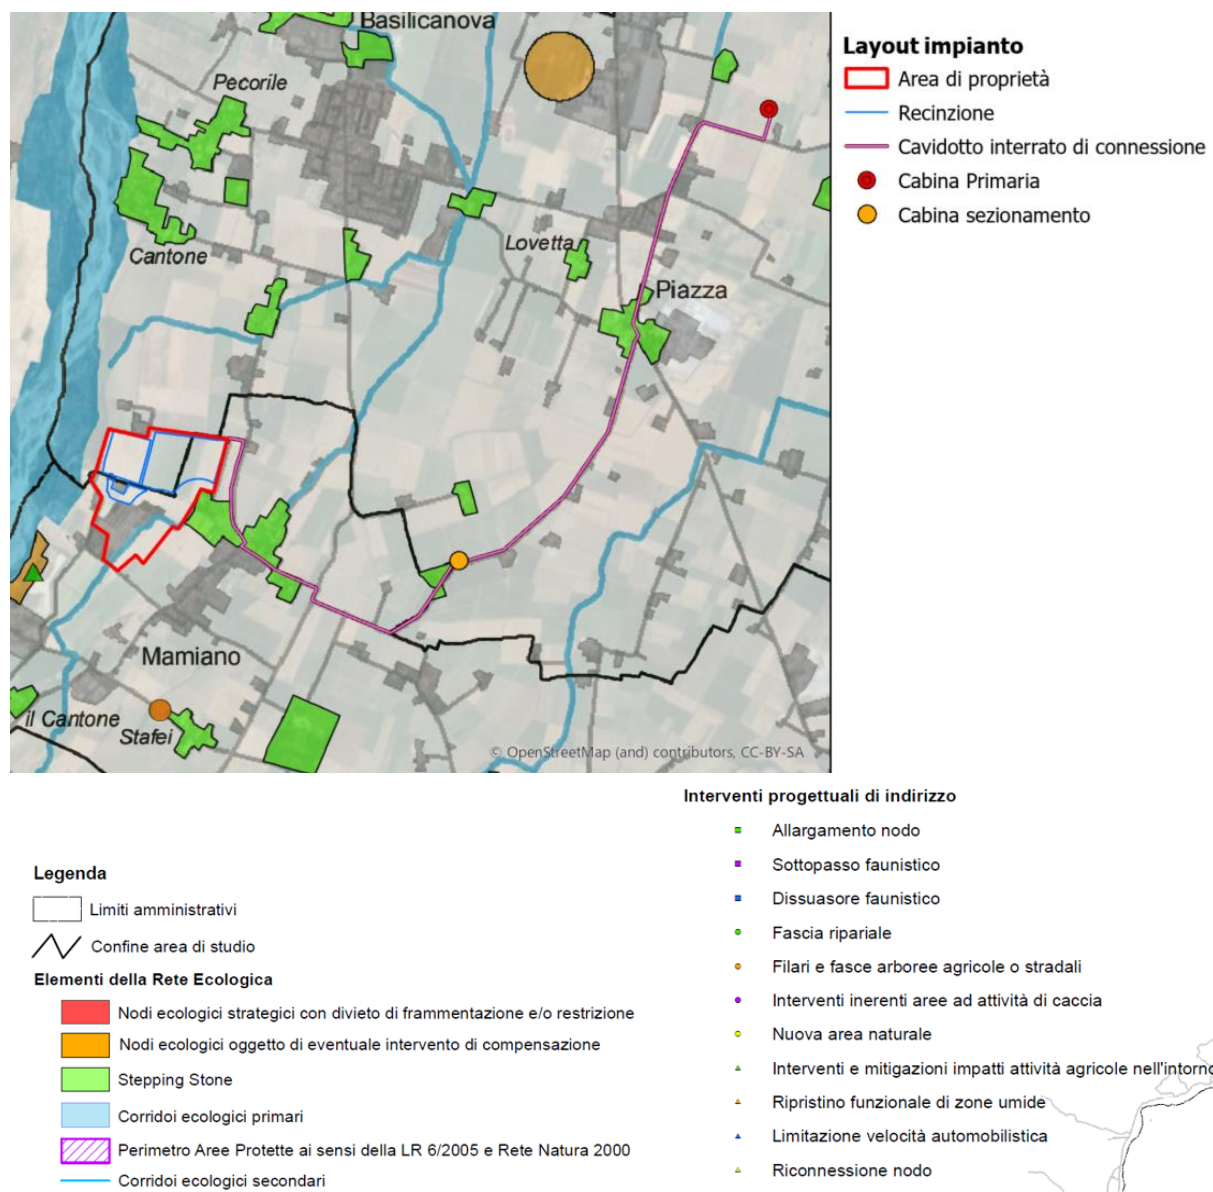 Basilicanova
Pecorile
Cantone
Lovetta
Piazza
Mamiano
il Cantone
Stafei
© OpenStreetMap (and) contributors, CC-BY-SA
Layout impianto
Area di proprietà
Recinzione
Cavidotto interrato di connessione
Cabina Primaria
Cabina sezionamento
Legenda
Limiti amministrativi
Confine area di studio
Elementi della Rete Ecologica
Nodi ecologici strategici con divieto di frammentazione e/o restrizione
Nodi ecologici oggetto di eventuale intervento di compensazione
Stepping Stone
Corridoi ecologici primari
Perimetro Aree Protette ai sensi della LR 6/2005 e Rete Natura 2000
Corridoi ecologici secondari
Interventi progettuali di indirizzo
Allargamento nodo
Sottopasso faunistico
Dissuasore faunistico
Fascia ripariale
Filari e fasce arboree agricole o stradali
Interventi inerenti aree ad attività di caccia
Nuova area naturale
Interventi e mitigazioni impatti attività agricole nell'intorno
Ripristino funzionale di zone umide
Limitazione velocità automobilistica
Riconnessione nodo